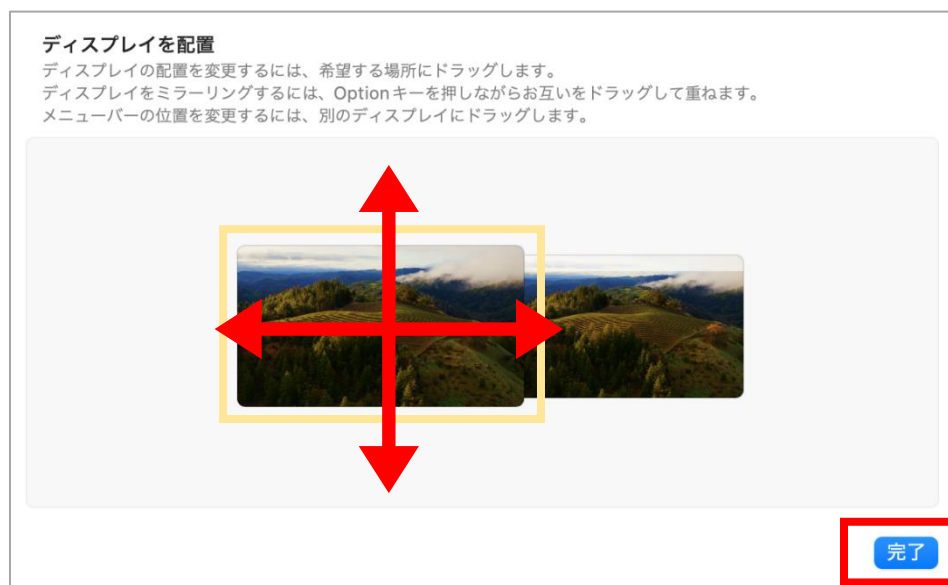 ディスプレイを配置
ディスプレイの配置を変更するには、希望する場所にドラッグします。
ディスプレイをミラーリングするには、Optionキーを押しながらお互いをドラッグして重ねます。
メニューバーの位置を変更するには、別のディスプレイにドラッグします。
完了